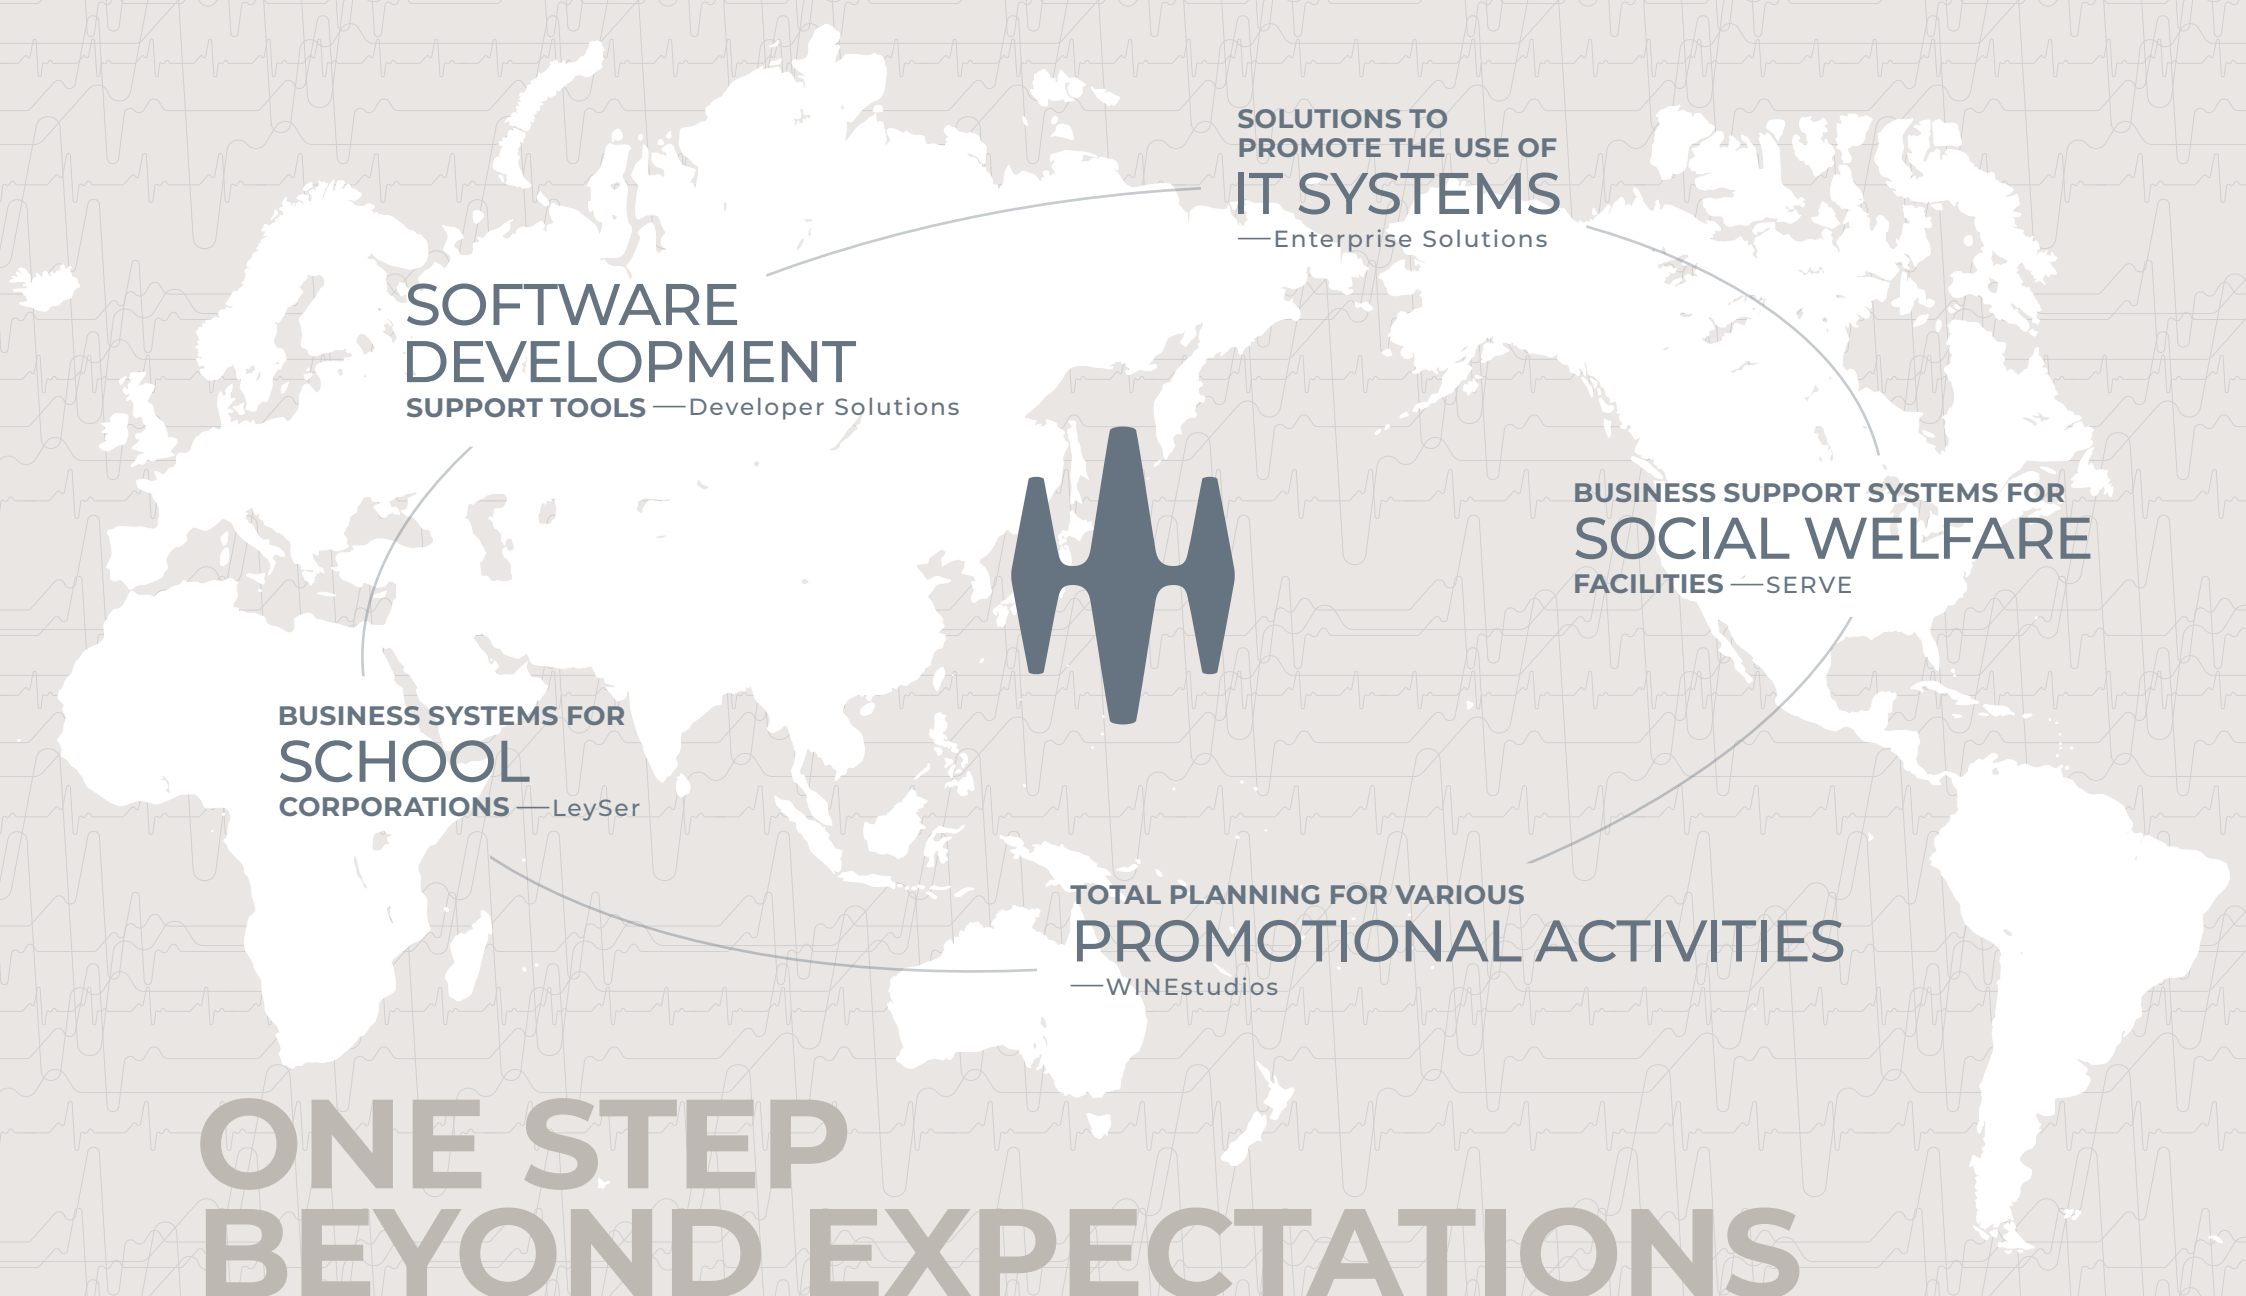 SOLUTIONS TO
PROMOTE THE USE OF
IT SYSTEMS
—Enterprise Solutions
SOFTWARE
DEVELOPMENT
SUPPORT TOOLS —Developer Solutions
BUSINESS SUPPORT SYSTEMS FOR
SOCIAL WELFARE
FACILITIES —SERVE
BUSINESS SYSTEMS FOR
SCHOOL
CORPORATIONS —LeySer
TOTAL PLANNING FOR VARIOUS
PROMOTIONAL ACTIVITIES
—WINEstudios
ONE STEP
BEYOND EXPECTATIONS